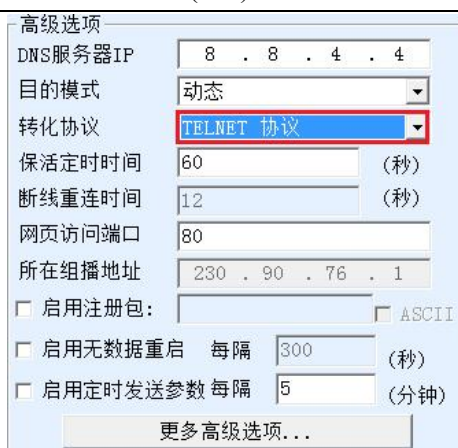 高级选项
DNS服务器IP 8 . 8 . 4 . 4
目的模式 动态
转化协议 TELNET 协议
保活定时时间 60 (秒)
断线重连时间 12 (秒)
网页访问端口 80
所在组播地址 230 . 90 . 76 . 1
启用注册包: ASCII
启用无数据重启 每隔 300 (秒)
启用定时发送参数 每隔 5 (分钟)
更多高级选项...